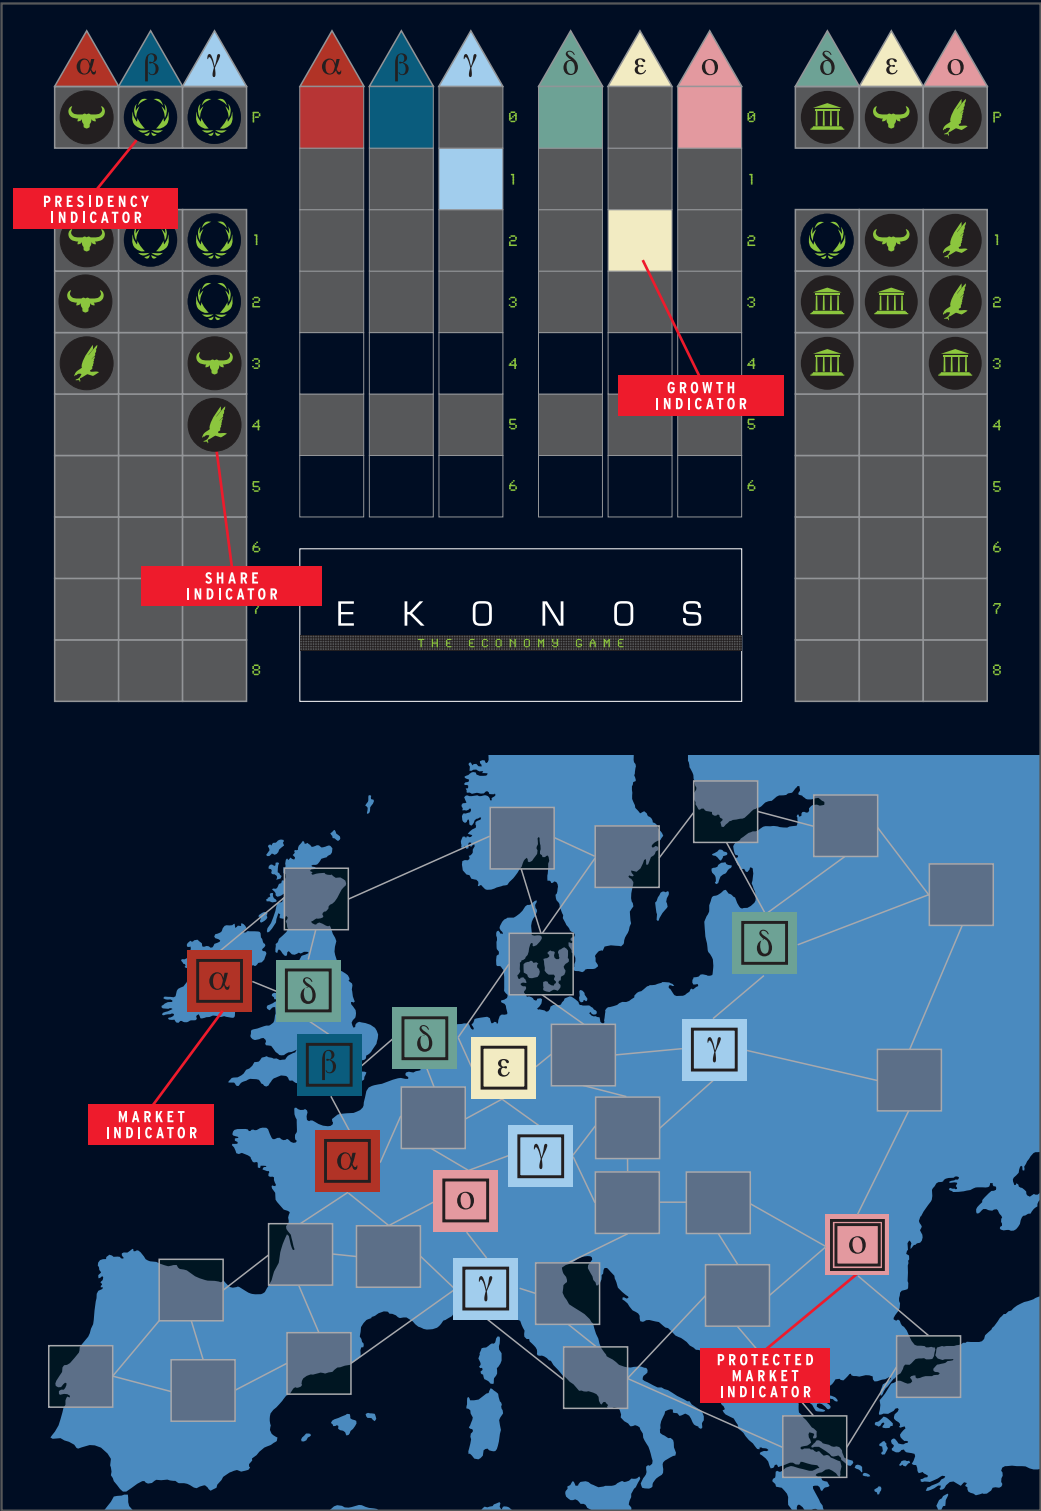 α β γ
α β γ
δ ε ο
δ ε ο
P
0
0
P
PRESIDENCY
INDICATOR
1
1
1
1
2
2
2
2
3
3
3
3
4
4
4
4
GROWTH
INDICATOR
5
5
5
5
6
6
6
6
SHARE
INDICATOR
7
7
8
8
E K O N O S
THE ECONOMY GAME
δ
α
δ
δ
γ
β
ε
MARKET
INDICATOR
α
γ
ο
ο
γ
PROTECTED
MARKET
INDICATOR